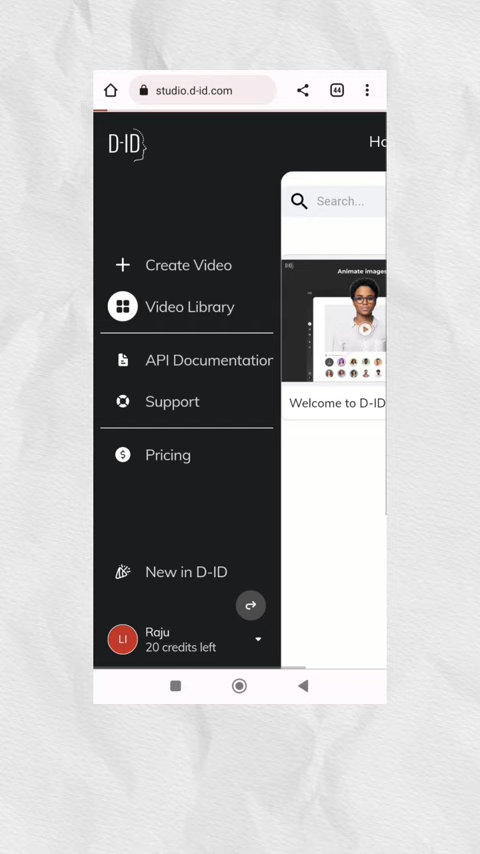 studio.d-id.com
44
D-ID
Ho
Search...
Create Video
Video Library
Animate images
API Documentation
Support
Welcome to D-ID
Pricing
New in D-ID
LI
Raju
20 credits left